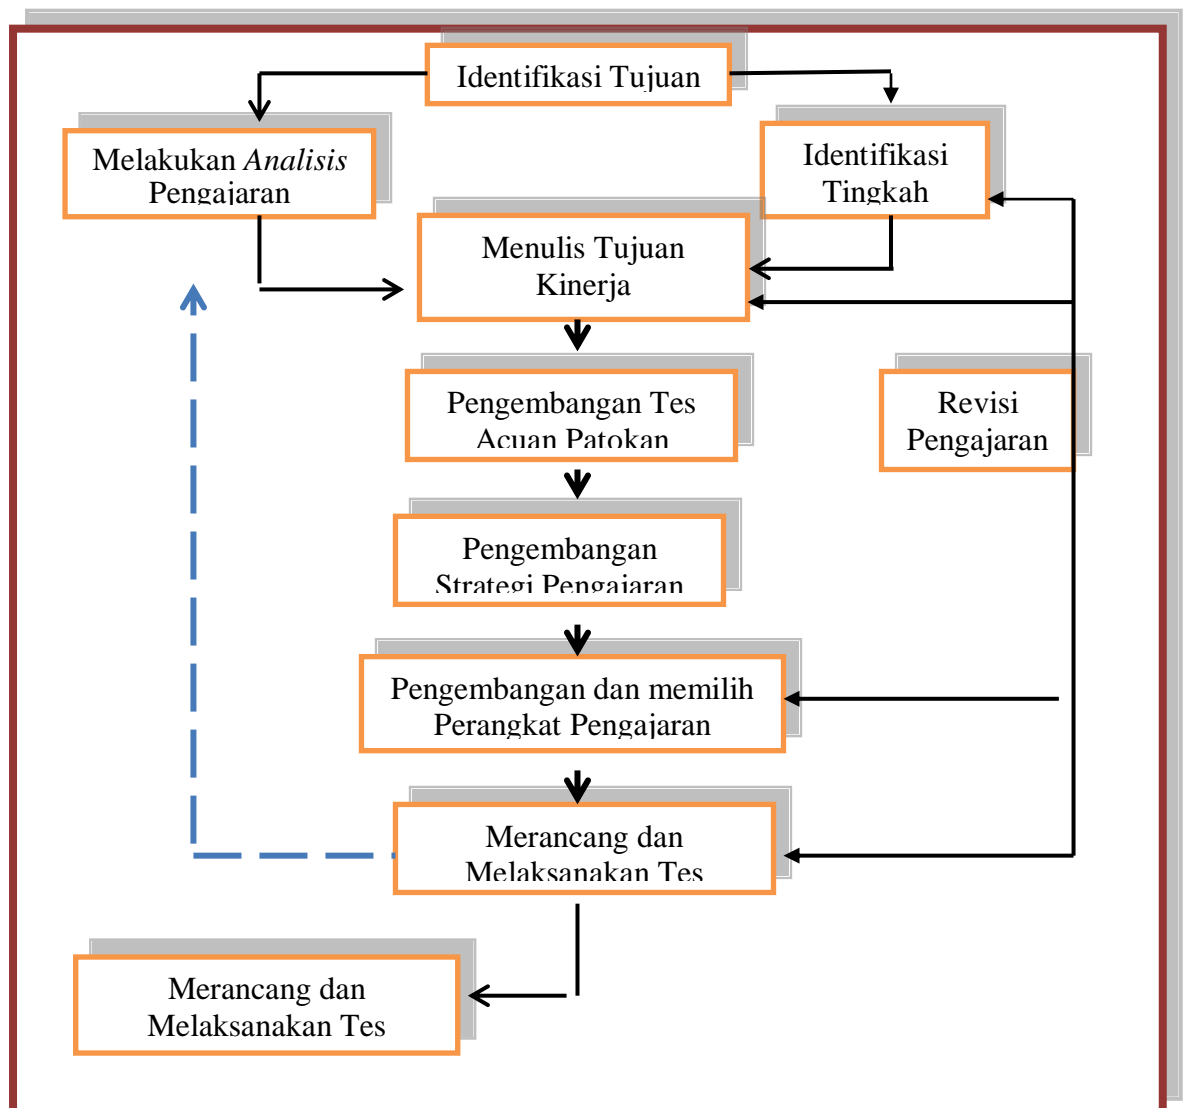 Identifikasi Tujuan
Melakukan Analisis
Pengajaran
Identifikasi
Tingkah
Menulis Tujuan
Kinerja
Pengembangan Tes
Acuan Patokan
Revisi
Pengajaran
Pengembangan
Strategi Pengajaran
Pengembangan dan memilih
Perangkat Pengajaran
Merancang dan
Melaksanakan Tes
Merancang dan
Melaksanakan Tes